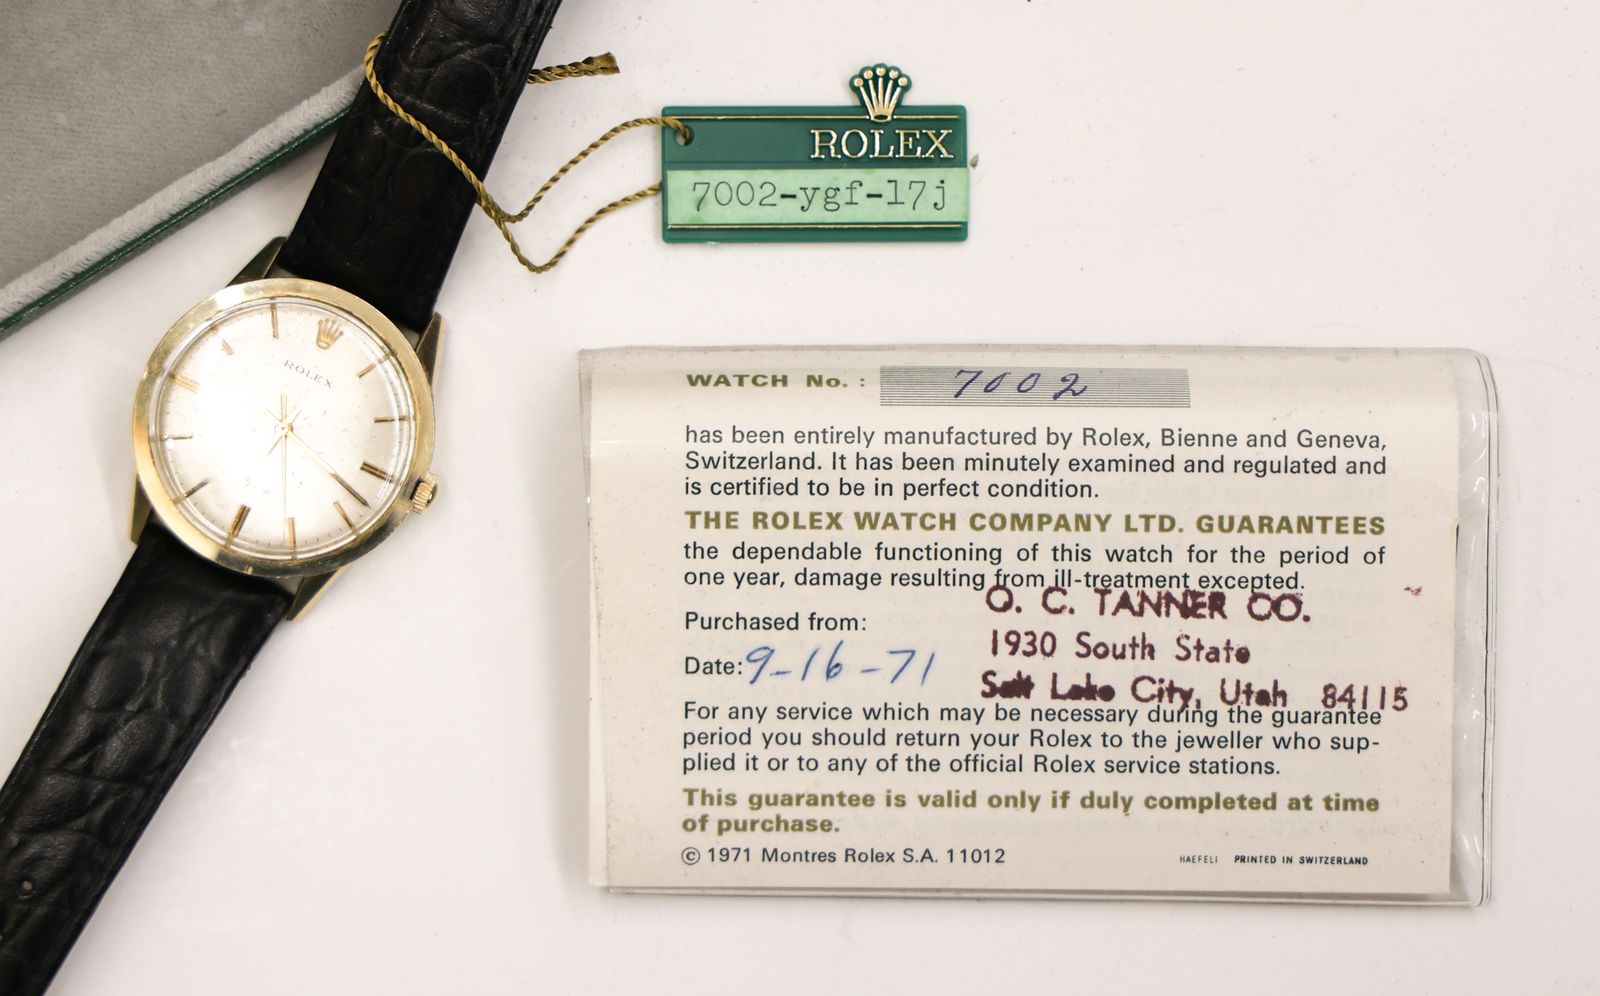 ROLEX
7002-ygf-17j
ROLEX
WATCH No.: 7002
has been entirely manufactured by Rolex, Bienne and Geneva,
Switzerland. It has been minutely examined and regulated and
is certified to be in perfect condition.
THE ROLEX WATCH COMPANY LTD. GUARANTEES
the dependable functioning of this watch for the period of
one year, damage resulting from ill-treatment excepted.
O. C. TANNER CO.
Purchased from:
1930 South State
Date: 9-16-71
Salt Lake City, Utah 84115
For any service which may be necessary during the guarantee
period you should return your Rolex to the jeweller who sup-
plied it or to any of the official Rolex service stations.
This guarantee is valid only if duly completed at time
of purchase.
© 1971 Montres Rolex S.A. 11012
HAEFELI PRINTED IN SWITZERLAND